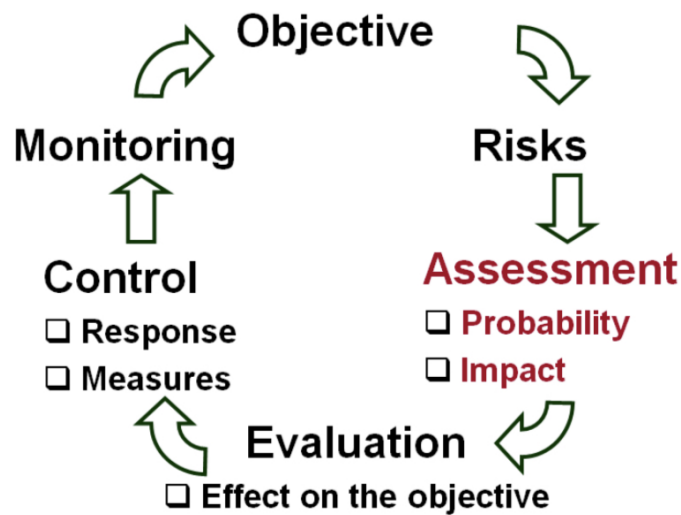 Objective
Monitoring
Risks
Control
Assessment
Response
Probability
Measures
Impact
Evaluation
Effect on the objective